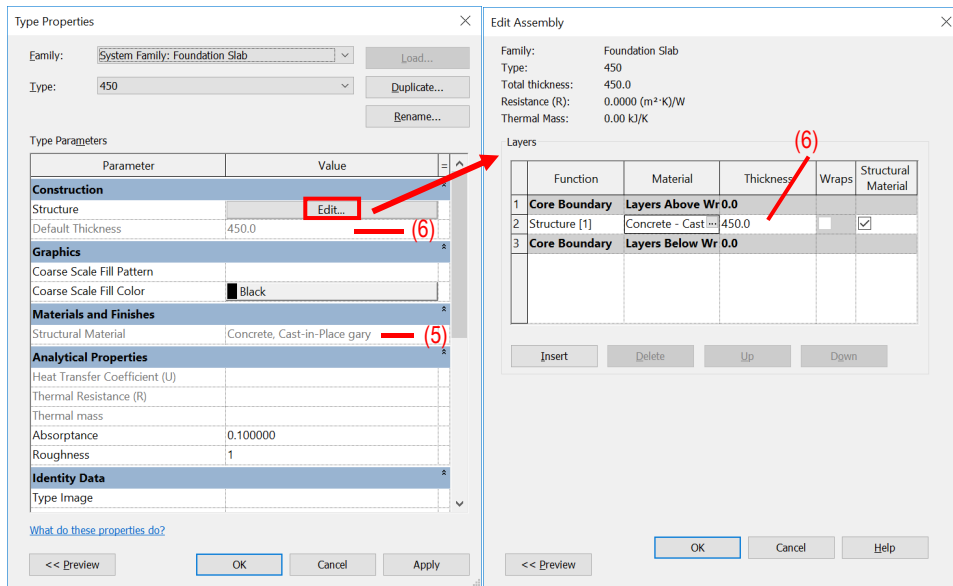 Type Properties
Family: System Family: Foundation Slab Load...
Type: 450 Duplicate...
Rename...
Type Parameters
Parameter Value =
Construction
Structure Edit...
Default Thickness 450.0 (6)
Graphics
Coarse Scale Fill Pattern
Coarse Scale Fill Color Black
Materials and Finishes
Structural Material Concrete, Cast-in-Place gary (5)
Analytical Properties
Heat Transfer Coefficient (U)
Thermal Resistance (R)
Thermal mass
Absorptance 0.100000
Roughness 1
Identity Data
Type Image
What do these properties do?
<< Preview OK Cancel Apply
Edit Assembly
Family: Foundation Slab
Type: 450
Total thickness: 450.0
Resistance (R): 0.0000 (m²·K)/W
Thermal Mass: 0.00 kJ/K
Layers
(6)
Function Material Thickness Wraps Structural Material
1 Core Boundary Layers Above Wr 0.0
2 Structure [1] Concrete - Cast ... 450.0
3 Core Boundary Layers Below Wr 0.0
Insert Delete Up Down
OK Cancel Help
<< Preview